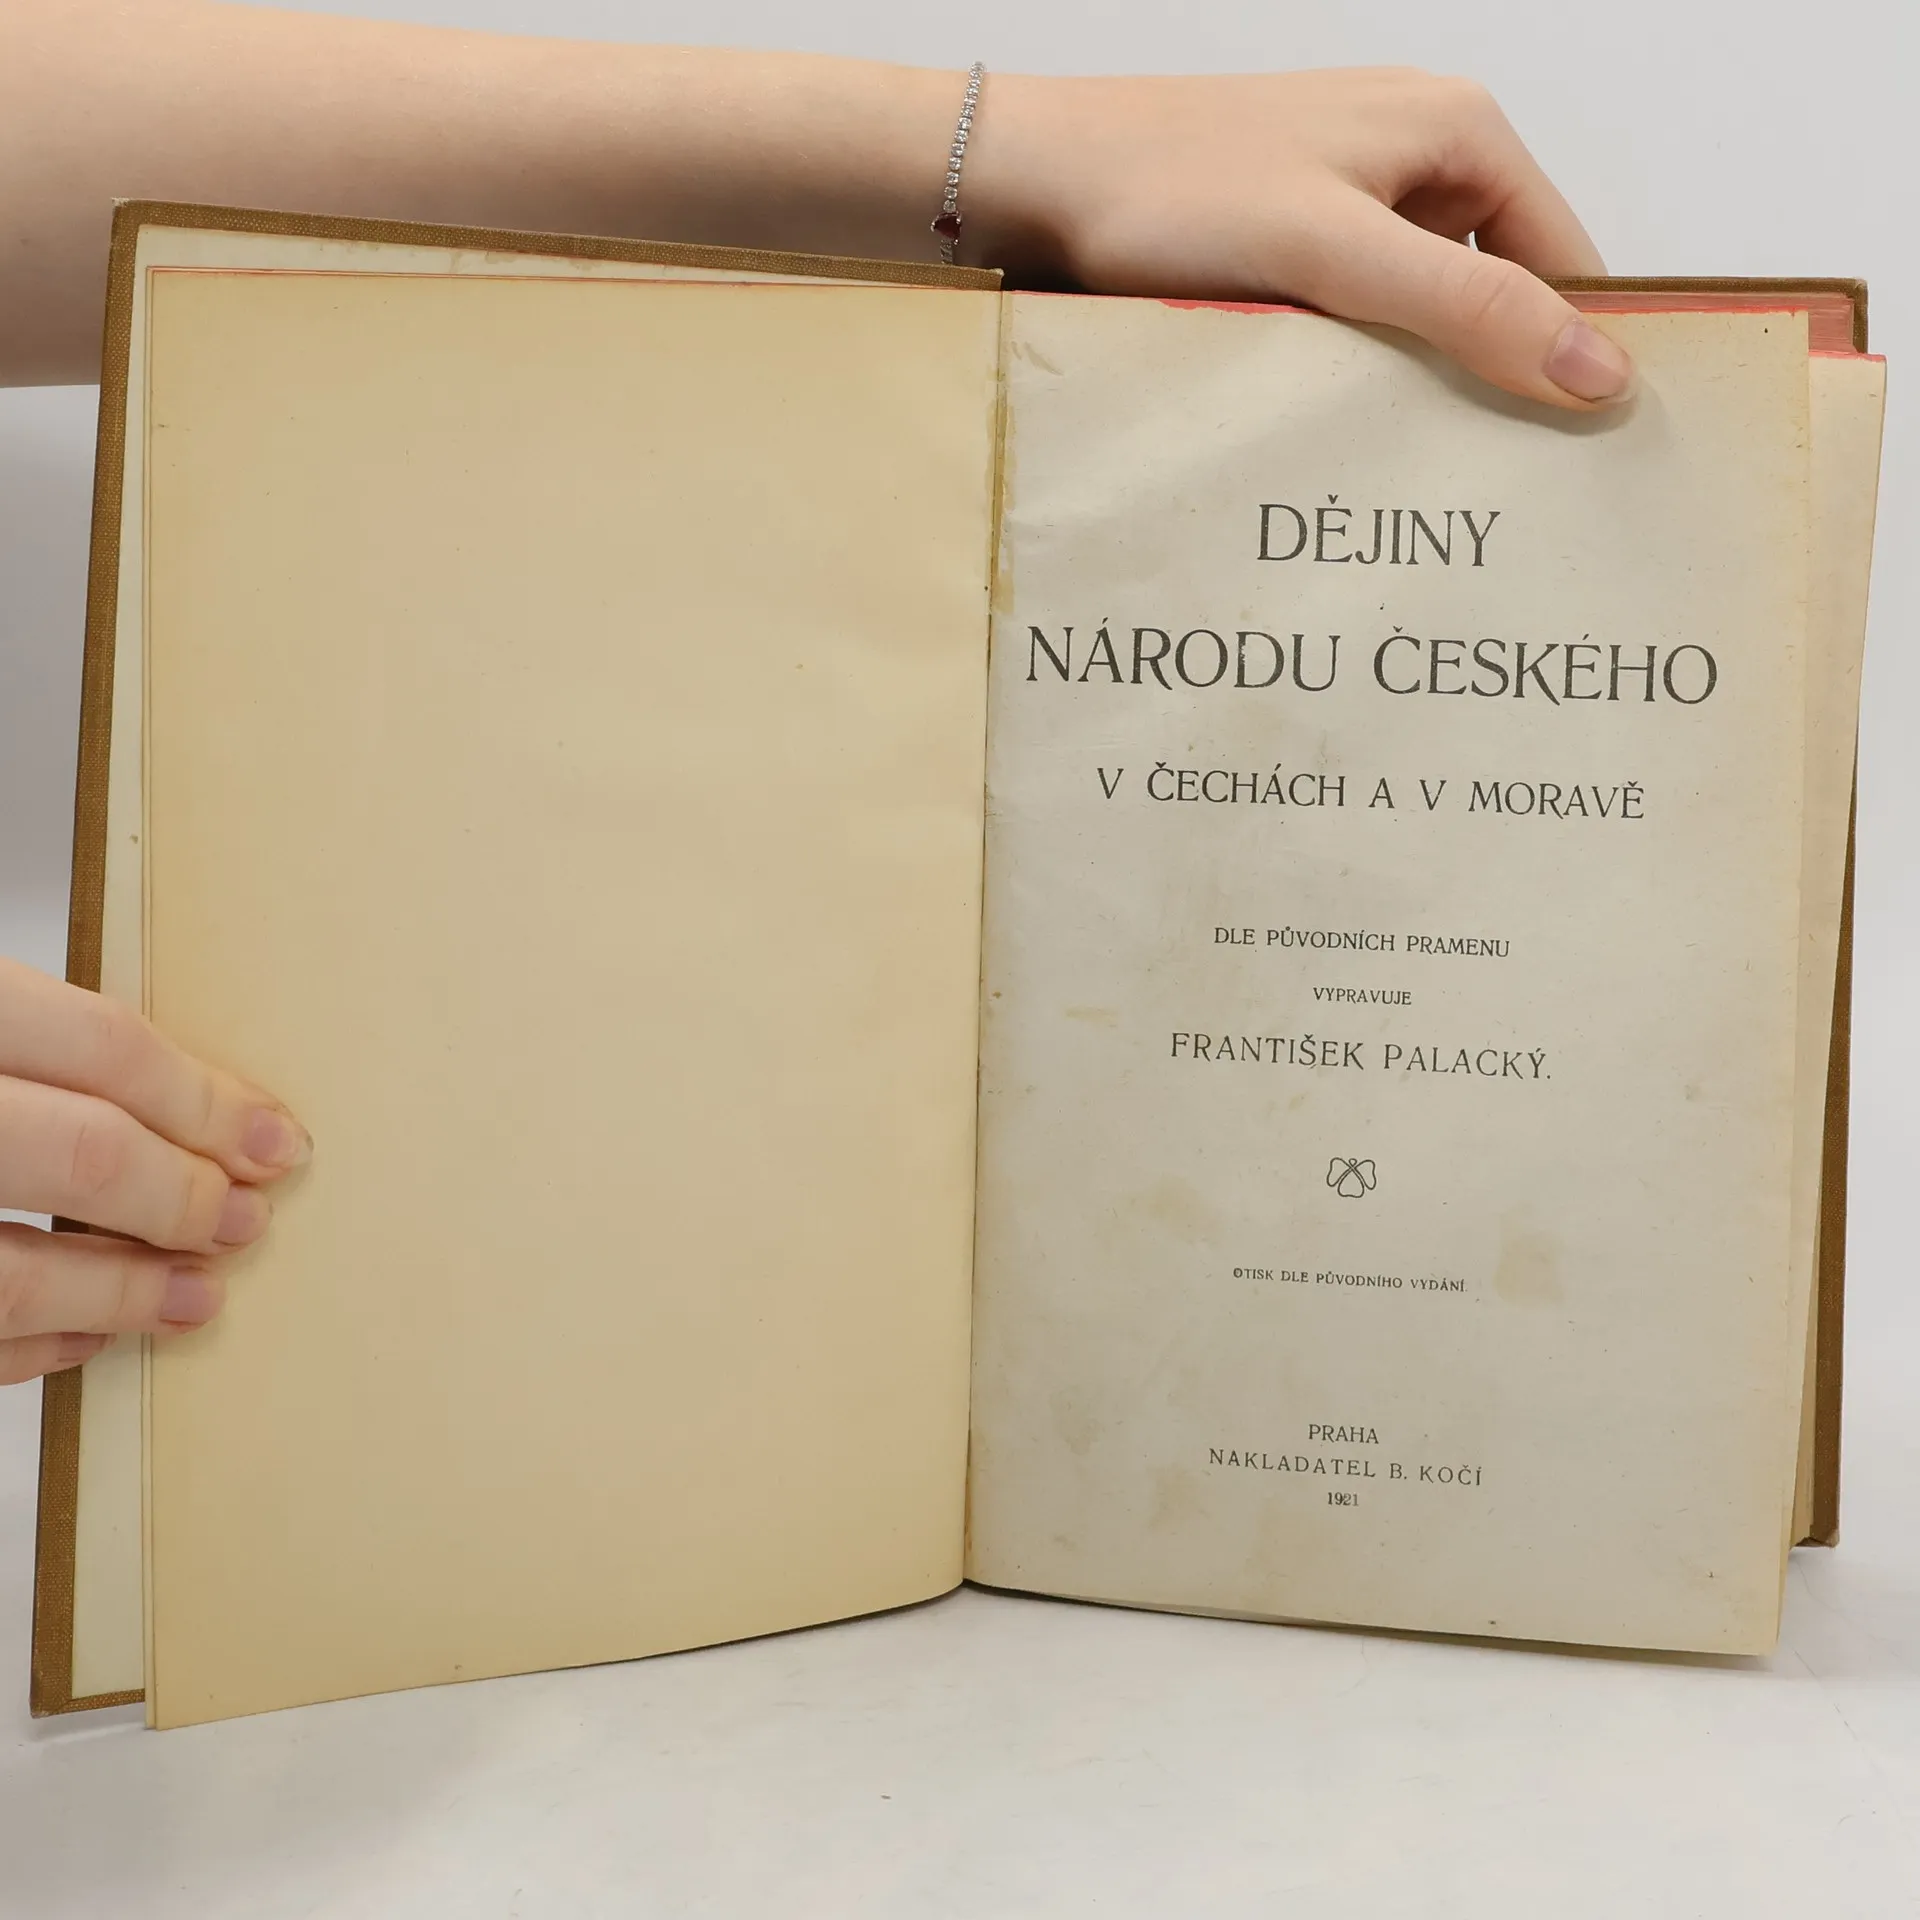 DĚJINY
NÁRODU ČESKÉHO
V ČECHÁCH A V MORAVĚ
DLE PŮVODNÍCH PRAMENU
VYPRAVUJE
FRANTIŠEK PALACKÝ.
OTISK DLE PŮVODNÍHO VYDÁNÍ.
PRAHA
NAKLADATEL B. KOČÍ
1921